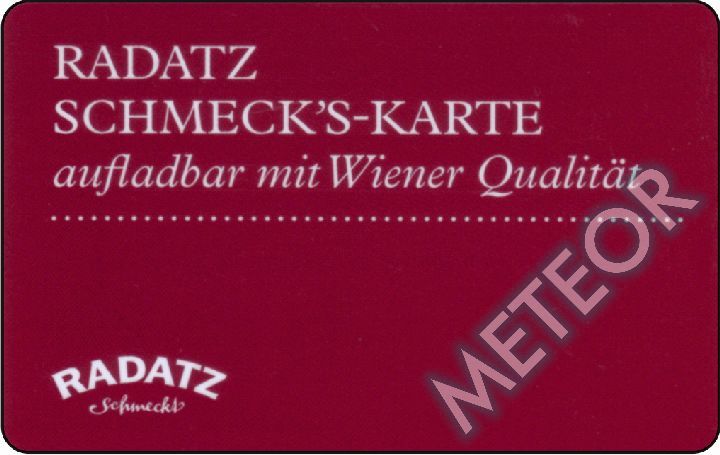 RADATZ
SCHMECK'S-KARTE
aufladbar mit Wiener Qualität
METEOR
RADATZ
Schmeckt's